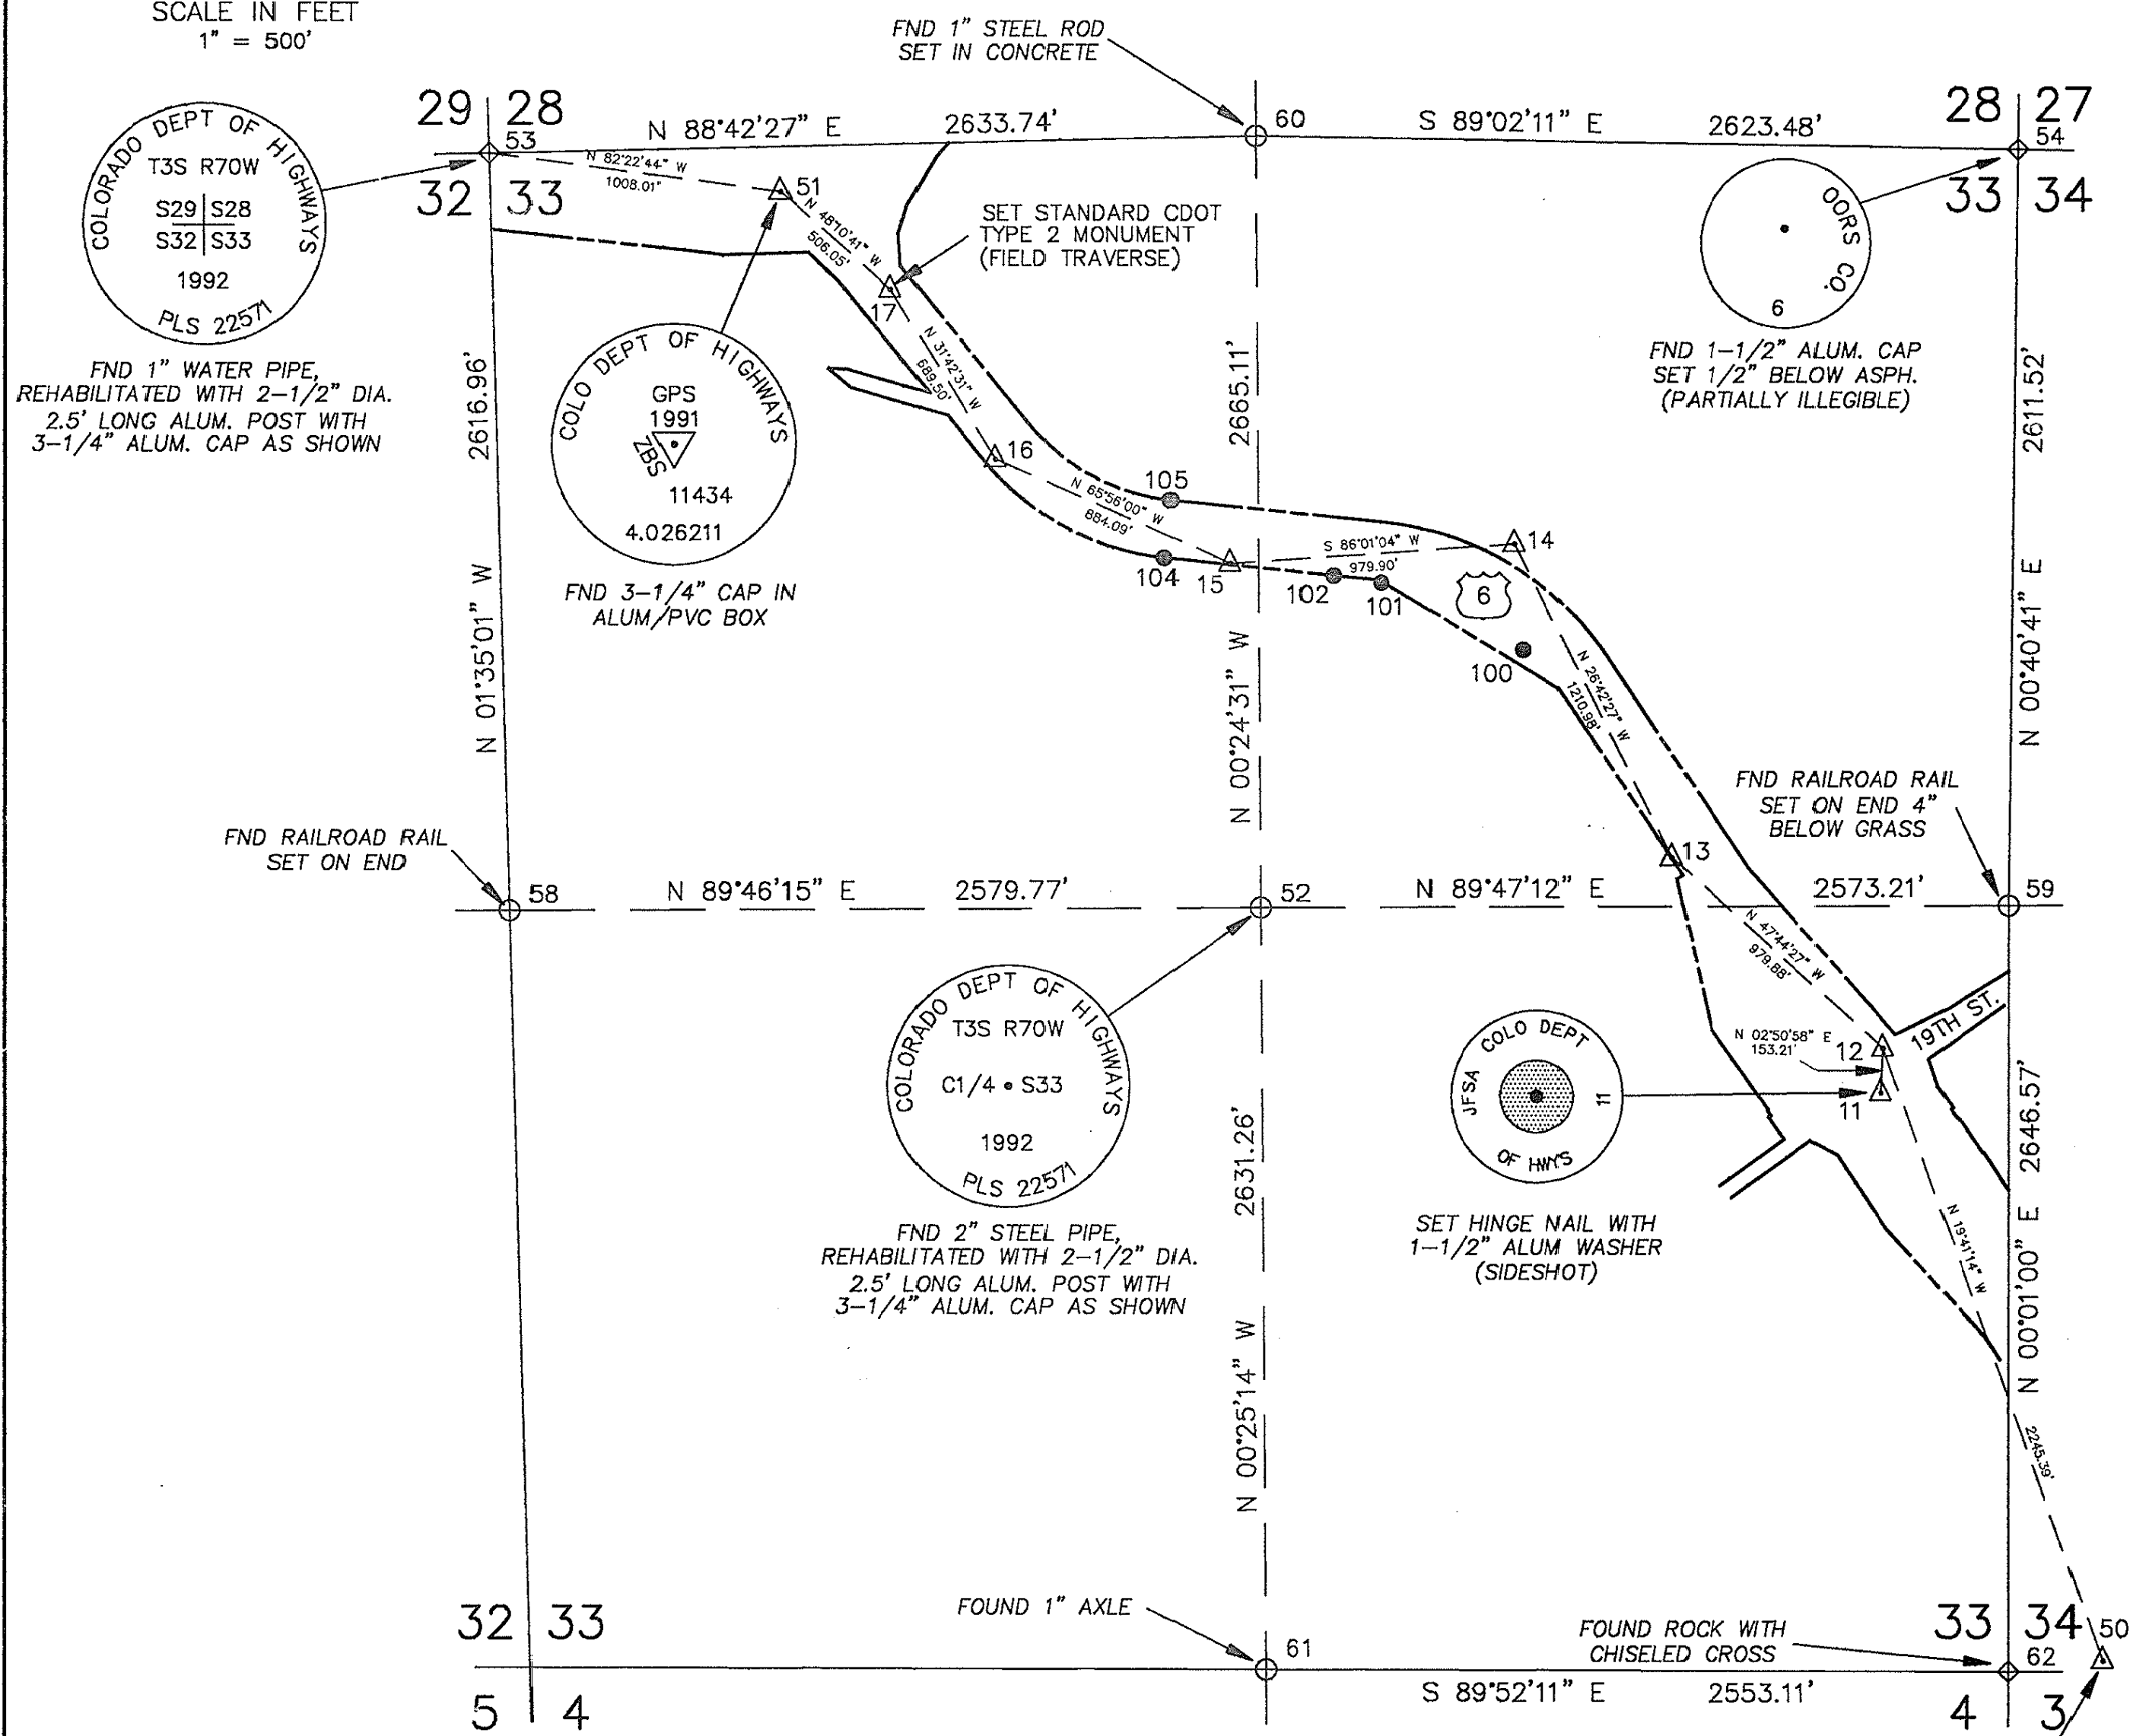 SCALE IN FEET
1" = 500'
FND 1" STEEL ROD
SET IN CONCRETE
29 28
32 33
53
N 88°42'27" E 2633.74'
60
S 89°02'11" E 2623.48'
28 27
33 34
54
COLORADO DEPT OF HIGHWAYS
T3S R70W
S29 S28
S32 S33
1992
PLS 22571
FND 1" WATER PIPE,
REHABILITATED WITH 2-1/2" DIA.
2.5' LONG ALUM. POST WITH
3-1/4" ALUM. CAP AS SHOWN
N 82°22'44" W
1008.01"
51
N 48°10'41" W
506.05'
17
SET STANDARD CDOT
TYPE 2 MONUMENT
(FIELD TRAVERSE)
OORS CO.
6
FND 1-1/2" ALUM. CAP
SET 1/2" BELOW ASPH.
(PARTIALLY ILLEGIBLE)
COLO DEPT OF HIGHWAYS
GPS
1991
ZBS
11434
4.026211
FND 3-1/4" CAP IN
ALUM/PVC BOX
N 31°42'31" W
689.50'
16
N 65°56'00" W
884.09'
105
104
15
S 86°01'04" W
979.90'
14
102
101
6
100
N 26°42'27" W
1210.98'
13
2616.96'
N 01°35'01" W
2665.11'
N 00°24'31" W
2611.52'
N 00°40'41" E
FND RAILROAD RAIL
SET ON END
58
N 89°46'15" E 2579.77'
52
N 89°47'12" E 2573.21'
59
FND RAILROAD RAIL
SET ON END 4"
BELOW GRASS
N 47°44'27" W
979.88'
COLORADO DEPT OF HIGHWAYS
T3S R70W
C1/4 • S33
1992
PLS 22571
FND 2" STEEL PIPE,
REHABILITATED WITH 2-1/2" DIA.
2.5' LONG ALUM. POST WITH
3-1/4" ALUM. CAP AS SHOWN
COLO DEPT
JFSA
11
OF HWYS
SET HINGE NAIL WITH
1-1/2" ALUM WASHER
(SIDESHOT)
N 02°50'58" E
153.21'
12
11
19TH ST.
2631.26'
N 00°25'14" W
2646.57'
N 00°01'00" E
N 19°41'14" W
2245.39'
FOUND 1" AXLE
61
FOUND ROCK WITH
CHISELED CROSS
32 33
5 4
33 34
4 3
50
62
S 89°52'11" E 2553.11'